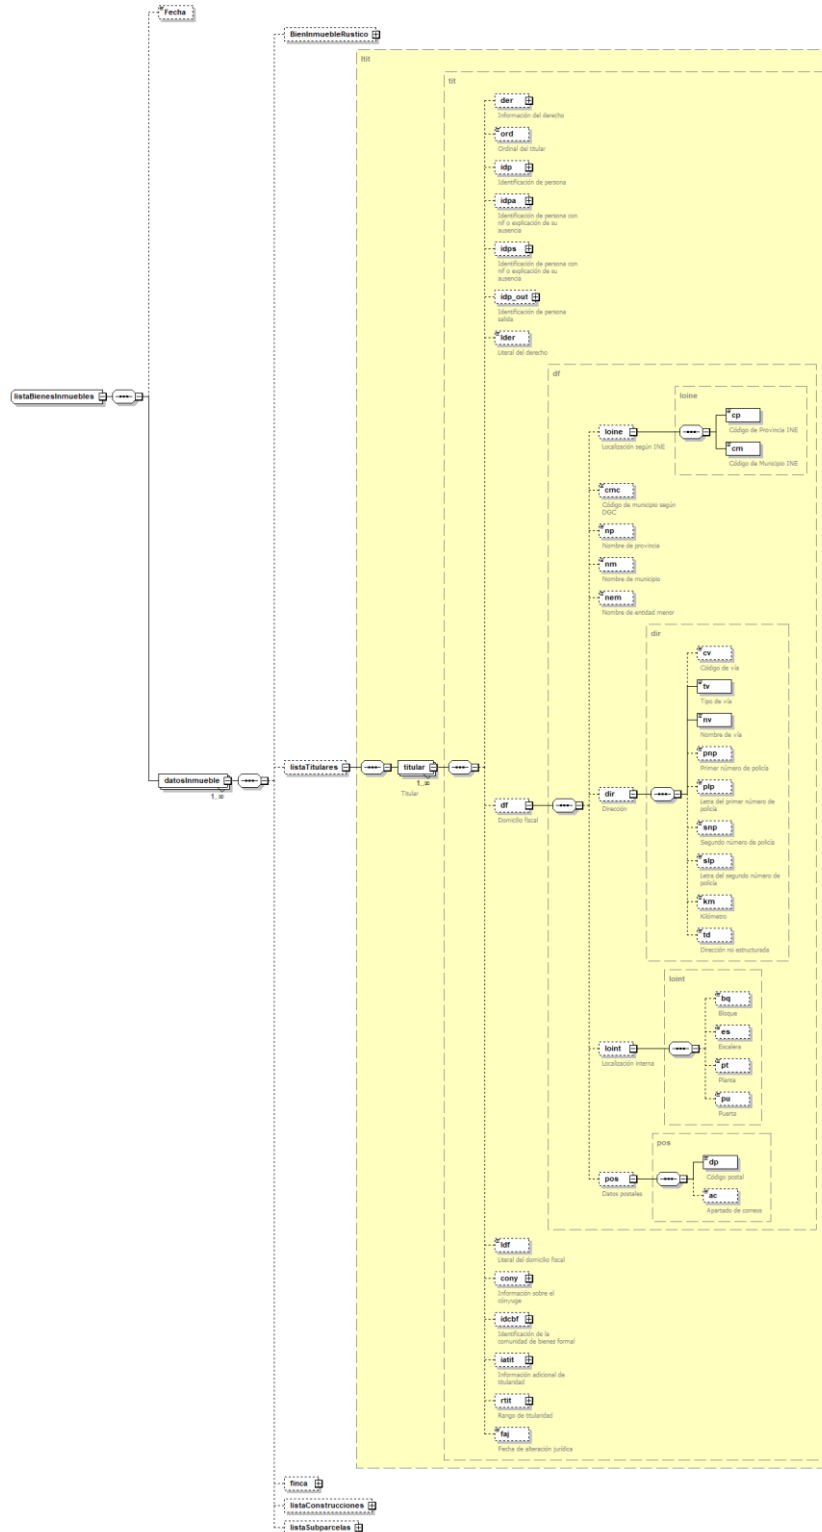 Fecha
BienInmuebleRustico
ltit
tit
der
Información del derecho
ord
Ordinal del titular
idp
Identificación de persona
idpa
Identificación de persona con
nif o explicación de su
ausencia
idps
Identificación de persona con
nif o explicación de su
ausencia
idp_out
Identificación de persona
salida
lder
Literal del derecho
df
loine
listaBienesInmuebles
loine
Localización según INE
cp
Código de Provincia INE
cm
Código de Municipio INE
cmc
Código de municipio según
DGC
np
Nombre de provincia
nm
Nombre de municipio
nem
Nombre de entidad menor
dir
cv
Código de vía
tv
Tipo de vía
nv
Nombre de vía
pnp
Primer número de policía
datosInmueble
1..∞
listaTitulares
titular
1..∞
Titular
df
Domicilio fiscal
dir
Dirección
plp
Letra del primer número de
policía
snp
Segundo número de policía
slp
Letra del segundo número de
policía
km
Kilómetro
td
Dirección no estructurada
loint
bq
Bloque
es
Escalera
loint
Localización interna
pt
Planta
pu
Puerta
pos
dp
Código postal
pos
Datos postales
ac
Apartado de correos
ldf
Literal del domicilio fiscal
cony
Información sobre el
cónyuge
idcbf
Identificación de la
comunidad de bienes formal
iatit
Información adicional de
titularidad
rtit
Rango de titularidad
faj
Fecha de alteración jurídica
finca
listaConstrucciones
listaSubparcelas